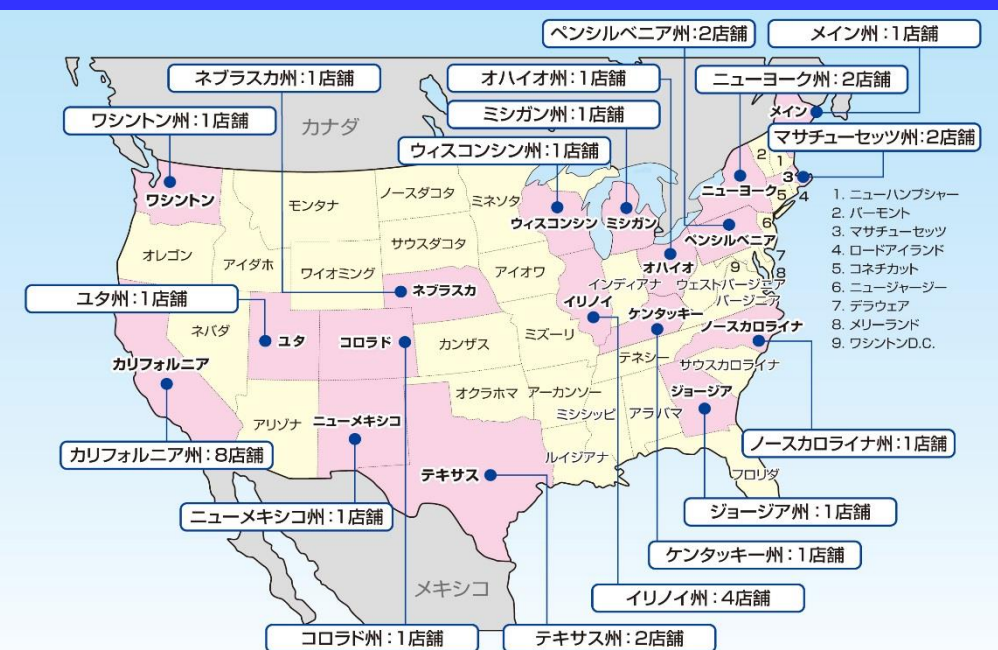 ペンシルベニア州:2店舗
メイン州:1店舗
ネブラスカ州:1店舗
オハイオ州:1店舗
ニューヨーク州:2店舗
ワシントン州:1店舗
ミシガン州:1店舗
マサチューセッツ州:2店舗
ウィスコンシン州:1店舗
カナダ
メイン
ワシントン
モンタナ
ノースダコタ
ミネソタ
ウィスコンシン
ミシガン
ニューヨーク
2
1
3
5
4
1. ニューハンプシャー
2. バーモント
3. マサチューセッツ
4. ロードアイランド
5. コネチカット
6. ニュージャージー
7. デラウェア
8. メリーランド
9. ワシントンD.C.
オレゴン
アイダホ
ワイオミング
サウスダコタ
アイオワ
ペンシルベニア
6
7
8
9
オハイオ
インディアナ
ウェストバージニア
バージニア
ユタ州:1店舗
ネブラスカ
イリノイ
ケンタッキー
ノースカロライナ
ネバダ
ユタ
コロラド
カンザス
ミズーリ
テネシー
サウスカロライナ
カリフォルニア
オクラホマ
アーカンソー
ジョージア
アリゾナ
ニューメキシコ
ミシシッピ
アラバマ
カリフォルニア州:8店舗
テキサス
ルイジアナ
フロリダ
ノースカロライナ州:1店舗
ニューメキシコ州:1店舗
ジョージア州:1店舗
ケンタッキー州:1店舗
メキシコ
イリノイ州:4店舗
コロラド州:1店舗
テキサス州:2店舗